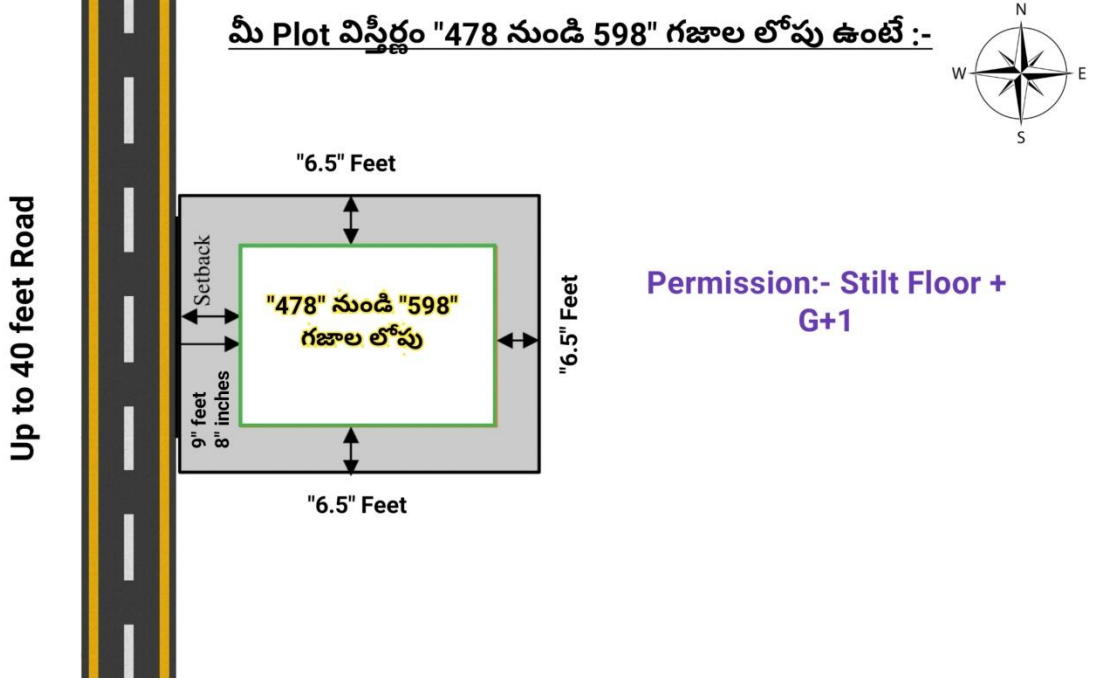 మీ Plot విస్తీర్ణం "478 నుండి 598" గజాల లోపు ఉంటే :-
N
W
E
S
"6.5" Feet
Up to 40 feet Road
Setback
"478" నుండి "598"
గజాల లోపు
9" feet
8" inches
"6.5" Feet
"6.5" Feet
Permission:- Stilt Floor +
G+1